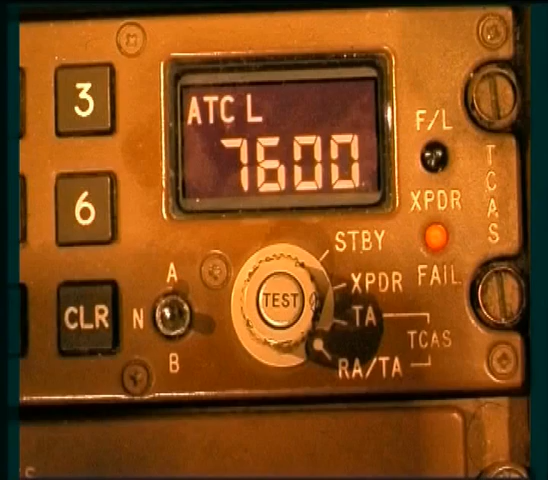 3
ATC L
7600
F/L
TCAS
6
XPDR
STBY
A
XPDR
FAIL
TEST
CLR
N
TA
TCAS
B
RA/TA
S